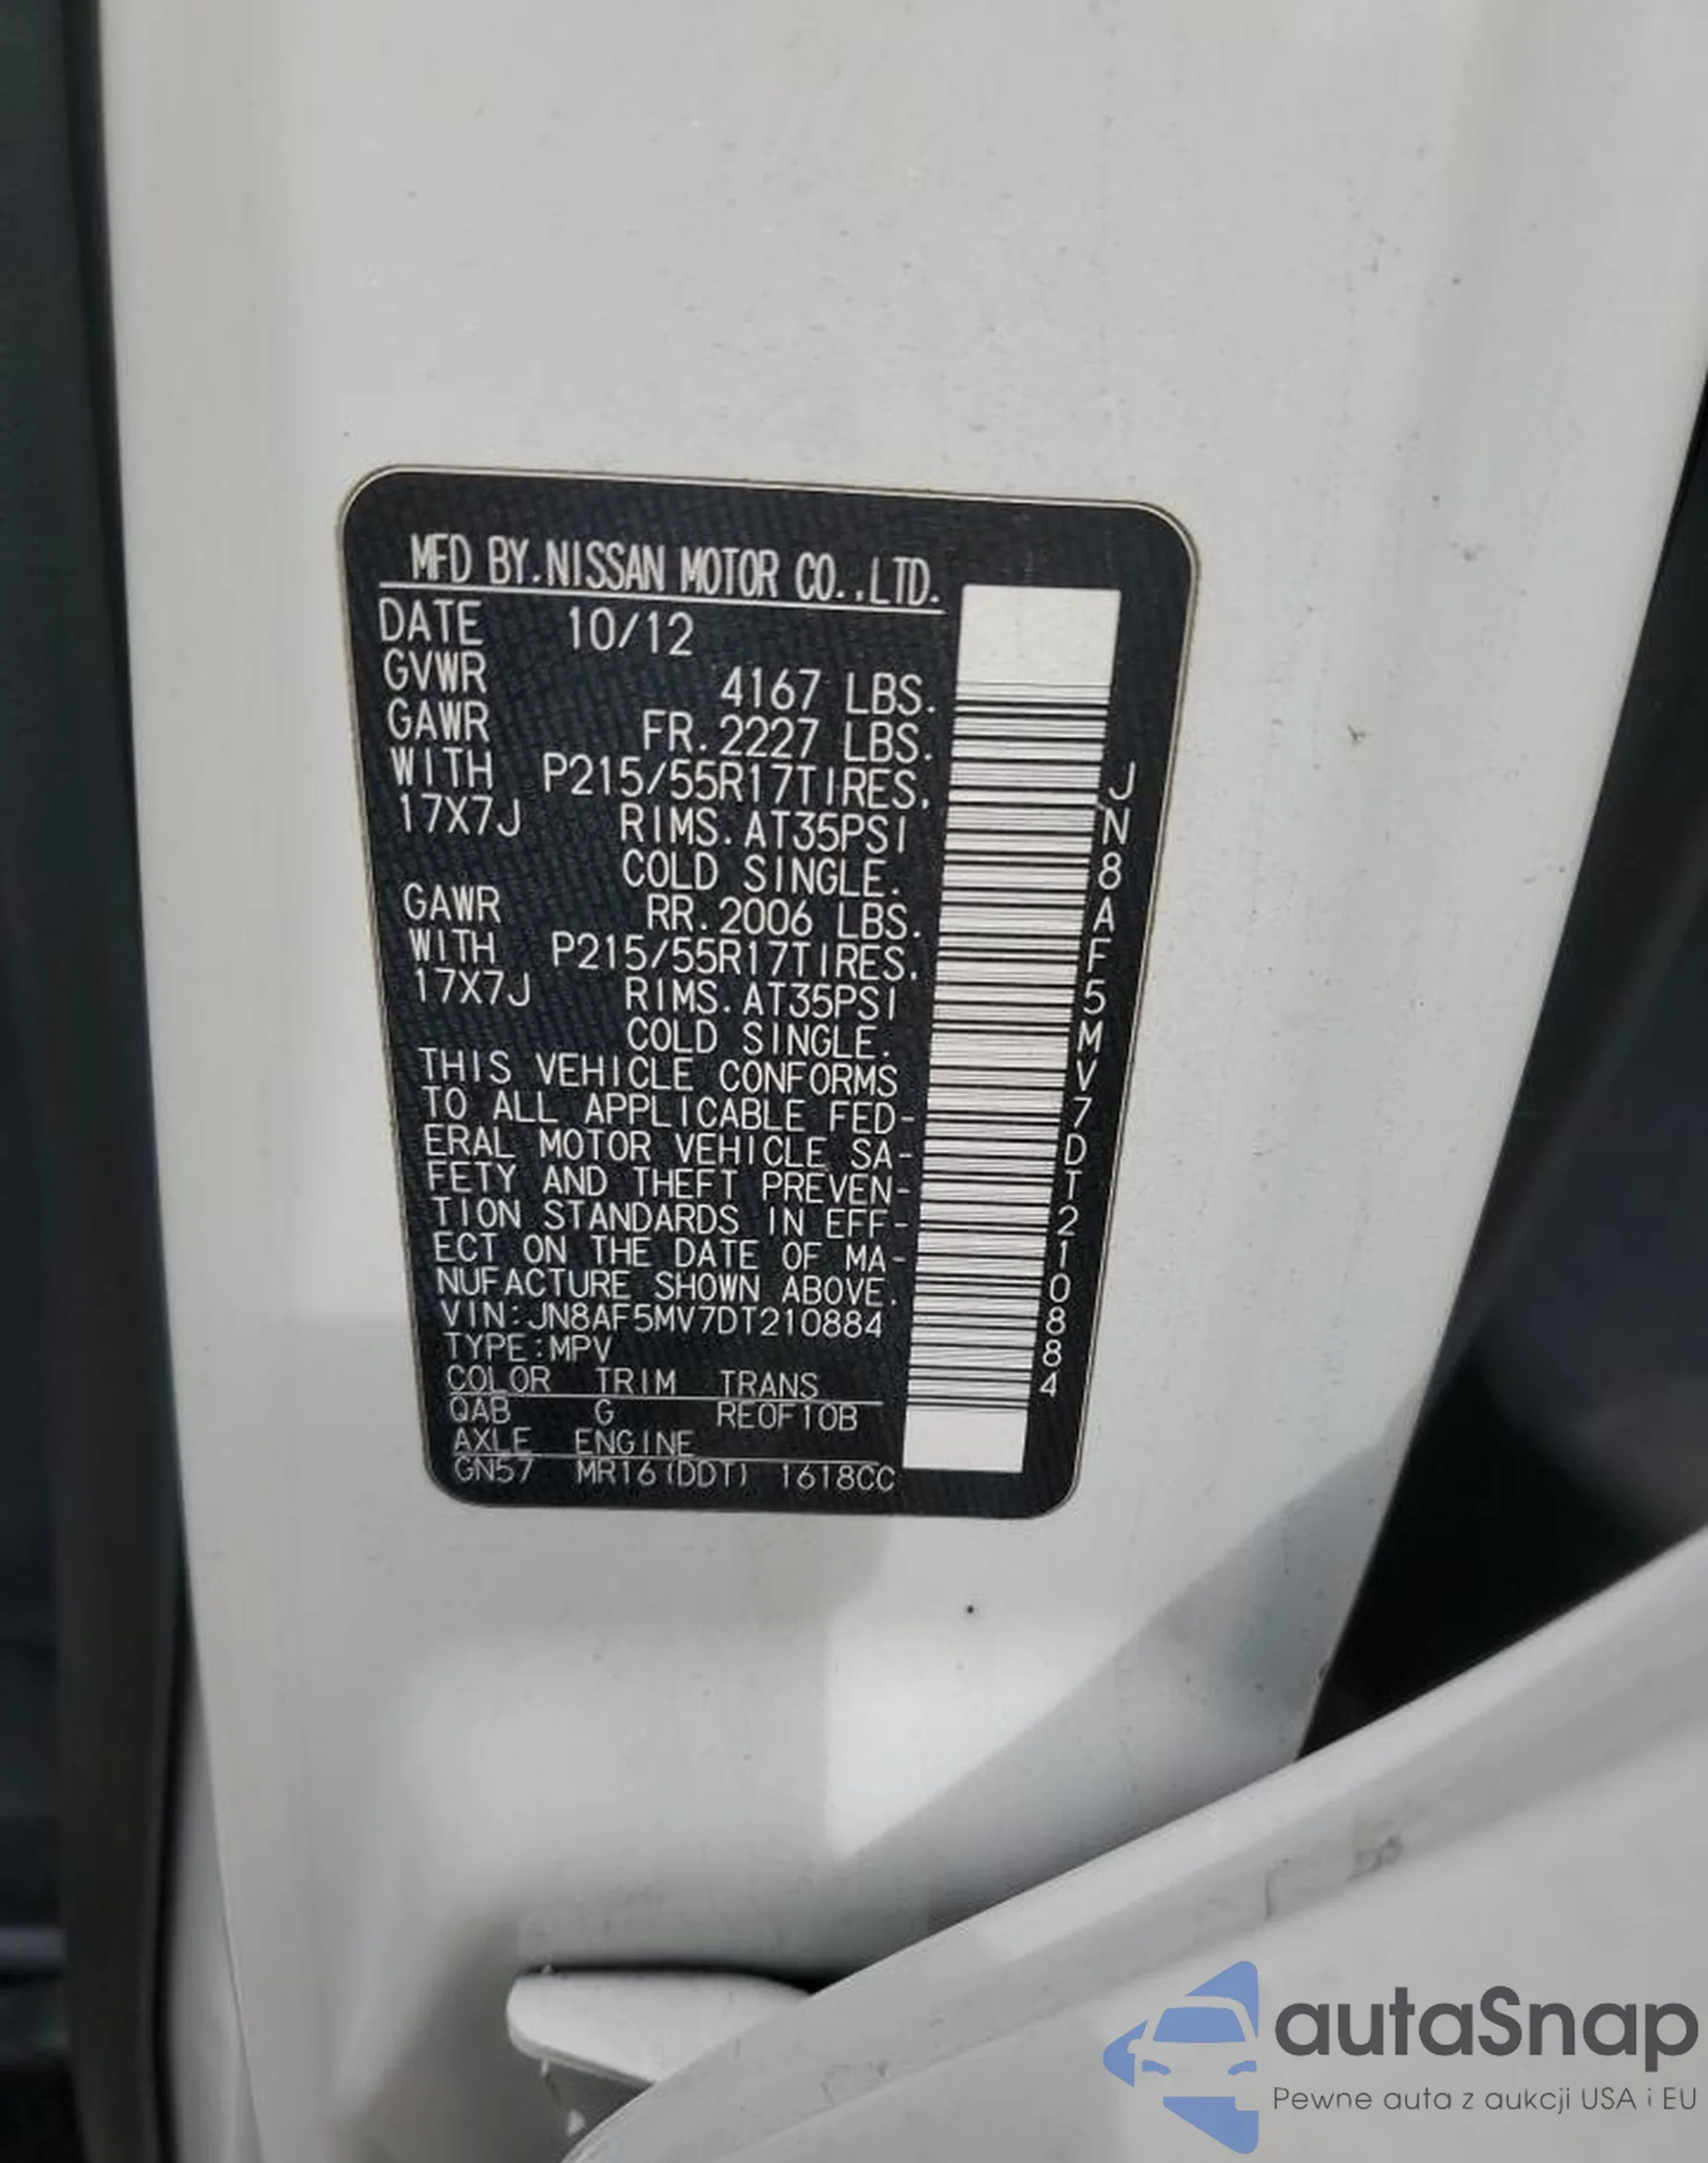 MFD BY.NISSAN MOTOR CO.,LTD.
DATE 10/12
GVWR 4167 LBS.
GAWR FR.2227 LBS.
WITH P215/55R17TIRES,
17X7J RIMS.AT35PSI
COLD SINGLE.
GAWR RR.2006 LBS.
WITH P215/55R17TIRES,
17X7J RIMS.AT35PSI
COLD SINGLE.
THIS VEHICLE CONFORMS
TO ALL APPLICABLE FED-
ERAL MOTOR VEHICLE SA-
FETY AND THEFT PREVEN-
TION STANDARDS IN EFF-
ECT ON THE DATE OF MA-
NUFACTURE SHOWN ABOVE.
VIN:JN8AF5MV7DT210884
TYPE:MPV
COLOR TRIM TRANS
QAB G RE0F10B
AXLE ENGINE
GN57 MR16(DDT) 1618CC
JN8AF5MV7DT210884
autaSnap
Pewne auta z aukcji USA i EU